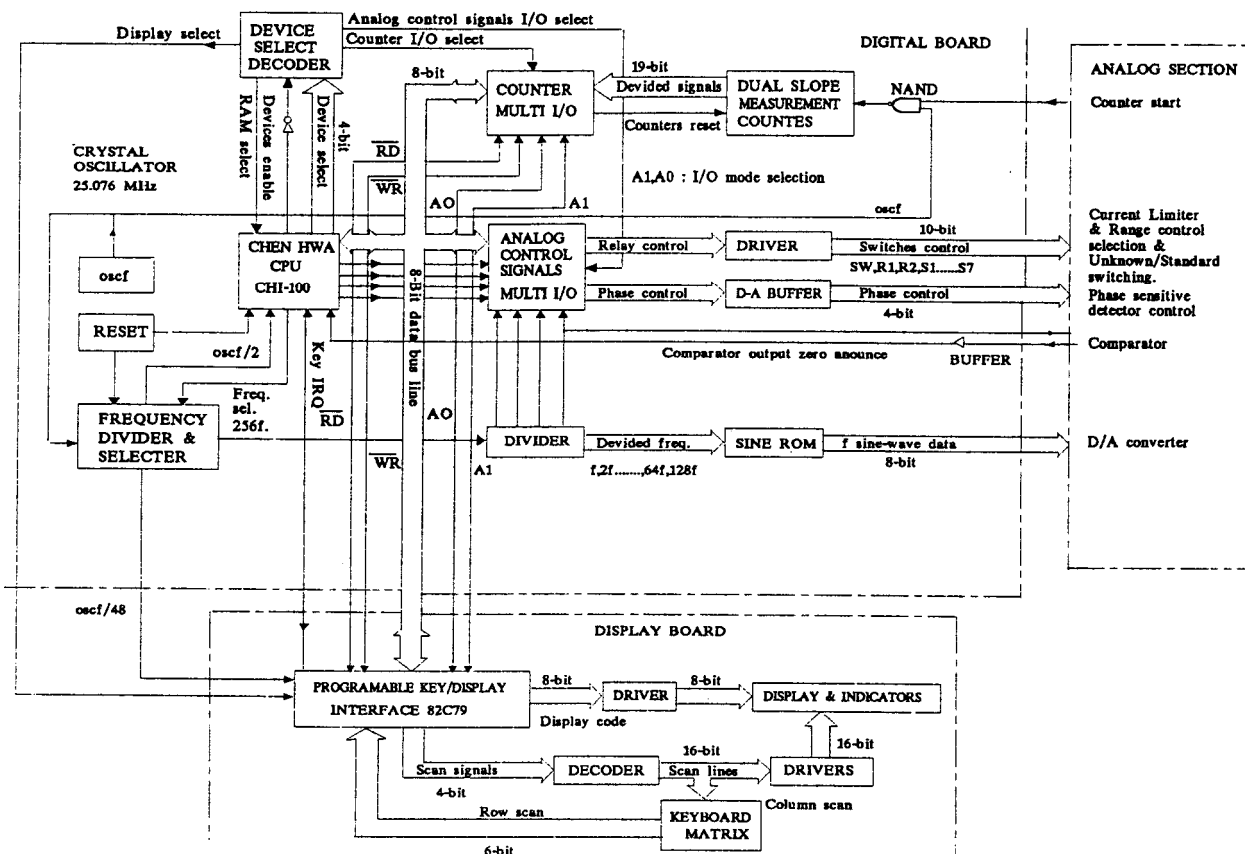 Display select
DEVICE
SELECT
DECODER
Analog control signals I/O select
Counter I/O select
DIGITAL BOARD
ANALOG SECTION
8-bit
COUNTER
MULTI I/O
19-bit
Devided signals
Counters reset
DUAL SLOPE
MEASUREMENT
COUNTES
NAND
Counter start
RAM select
Devices enable
Device select
4-bit
CRYSTAL
OSCILLATOR
25.076 MHz
RD
WR
AO
A1
A1,A0 : I/O mode selection
oscf
oscf
CHEN HWA
CPU
CHI-100
ANALOG
CONTROL
SIGNALS
MULTI I/O
Relay control
DRIVER
10-bit
Switches control
SW,R1,R2,S1......S7
Current Limiter
& Range control
selection &
Unknown/Standard
switching.
Phase control
D-A BUFFER
Phase control
4-bit
Phase sensitive
detector control
RESET
oscf/2
8-Bit data bus line
Comparator output zero anounce
BUFFER
Comparator
Key IRQ
Freq.
sel.
256f.
RD
AO
WR
A1
FREQUENCY
DIVIDER &
SELECTER
DIVIDER
Devided freq.
f,2f.......,64f,128f
SINE ROM
f sine-wave data
8-bit
D/A converter
oscf/48
DISPLAY BOARD
PROGRAMABLE KEY/DISPLAY
INTERFACE 82C79
8-bit
Display code
DRIVER
8-bit
DISPLAY & INDICATORS
Scan signals
4-bit
DECODER
16-bit
Scan lines
DRIVERS
16-bit
Column scan
Row scan
KEYBOARD
MATRIX
6-bit